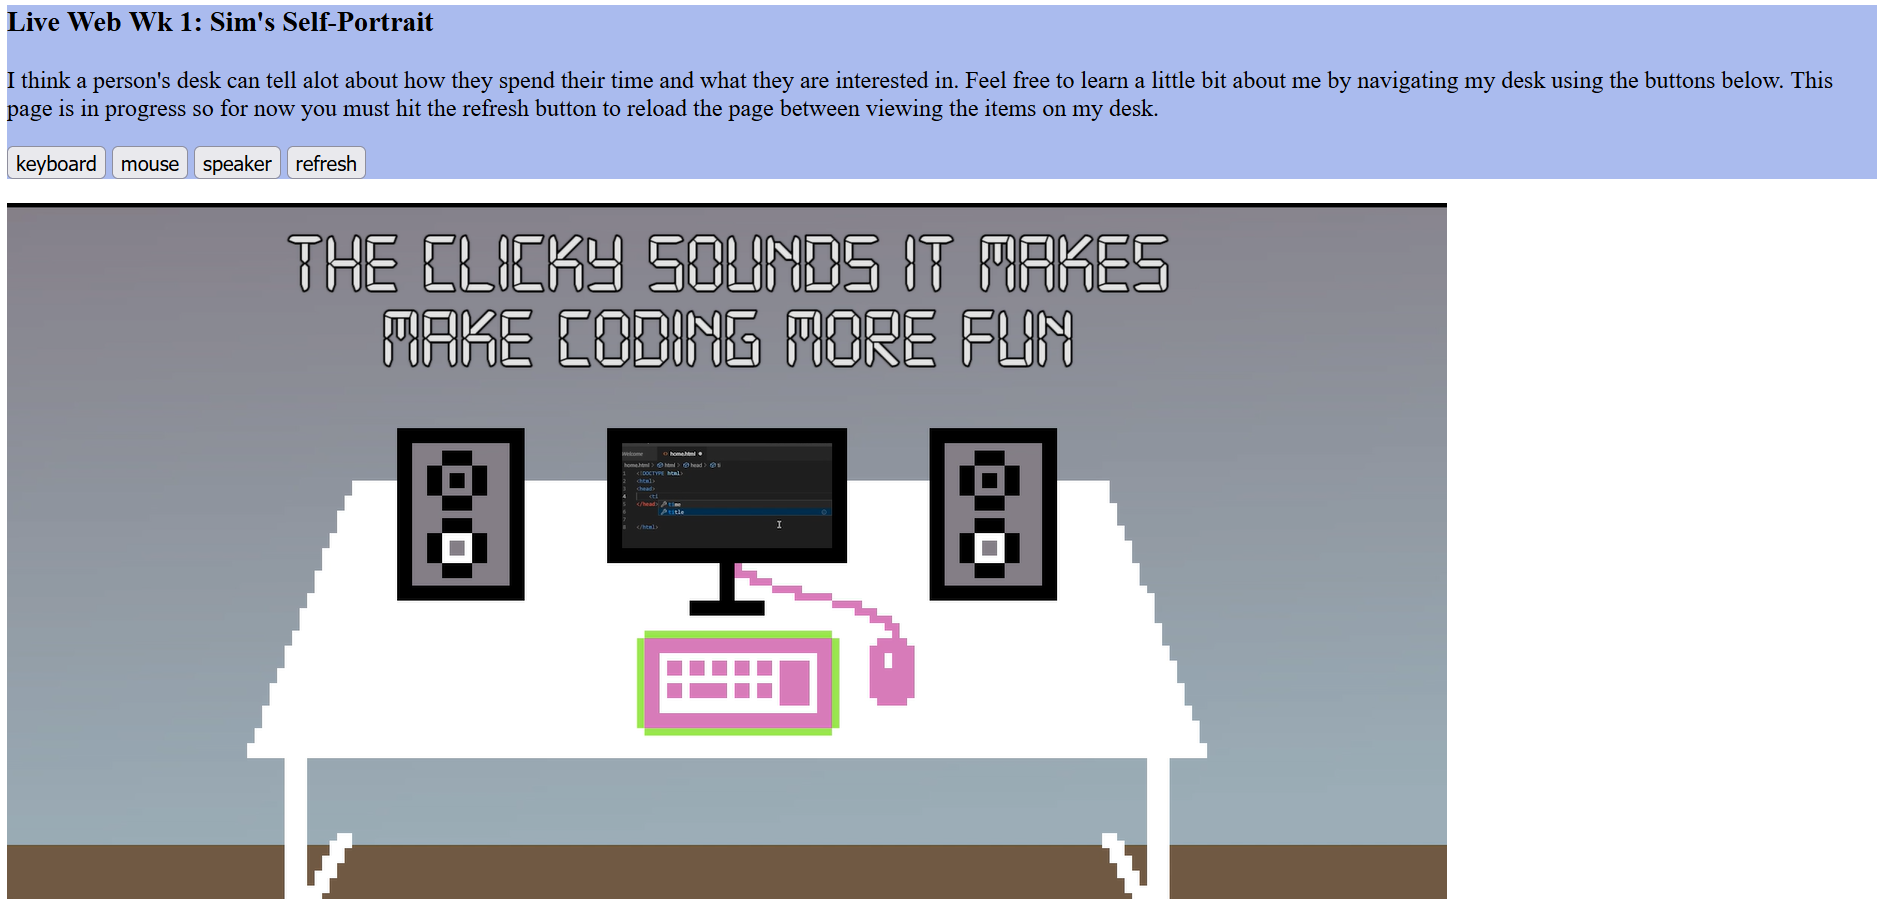 Live Web Wk 1: Sim's Self-Portrait
I think a person's desk can tell alot about how they spend their time and what they are interested in. Feel free to learn a little bit about me by navigating my desk using the buttons below. This
page is in progress so for now you must hit the refresh button to reload the page between viewing the items on my desk.
keyboard mouse speaker refresh
THE CLICKY SOUNDS IT MAKES
MAKE CODING MORE FUN
Welcome home.html
home.html > html > head > ti
1 <!DOCTYPE html>
2 <html>
3 <head>
4 <ti
5 </head>
time
6
title
7
8 </html>